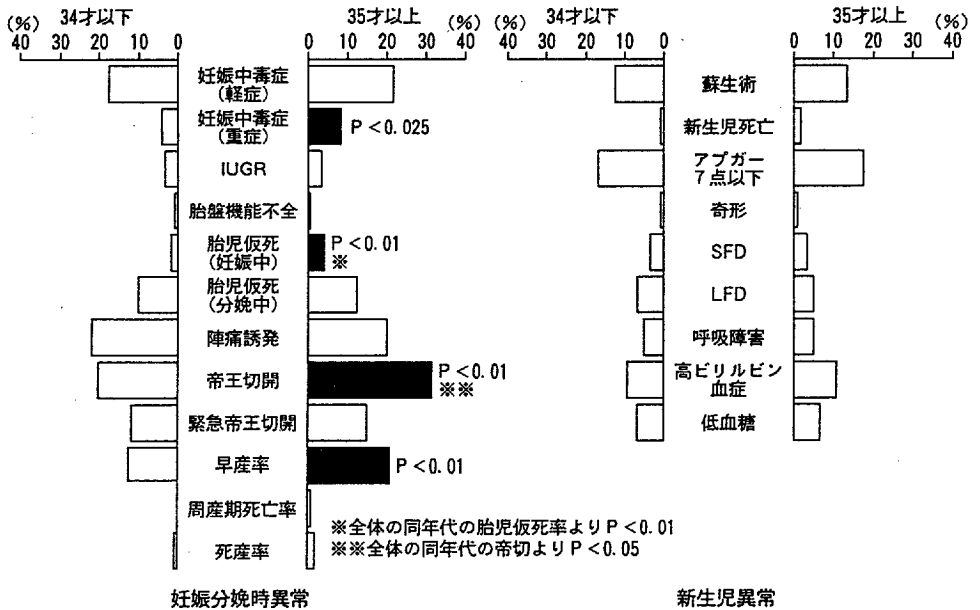 (%) 34才以下 35才以上 (%)
40 30 20 10 0 0 10 20 30 40
妊娠中毒症
(軽症)
妊娠中毒症
(重症)
P<0.025
IUGR
胎盤機能不全
胎児仮死
(妊娠中)
P<0.01
※
胎児仮死
(分娩中)
陣痛誘発
帝王切開
P<0.01
※※
緊急帝王切開
早産率
P<0.01
周産期死亡率
死産率
※全体の同年代の胎児仮死率よりP<0.01
※※全体の同年代の帝切よりP<0.05
妊娠分娩時異常
(%) 34才以下 35才以上 (%)
40 30 20 10 0 0 10 20 30 40
蘇生術
新生児死亡
アプガー
7点以下
奇形
SFD
LFD
呼吸障害
高ビリルビン
血症
低血糖
新生児異常